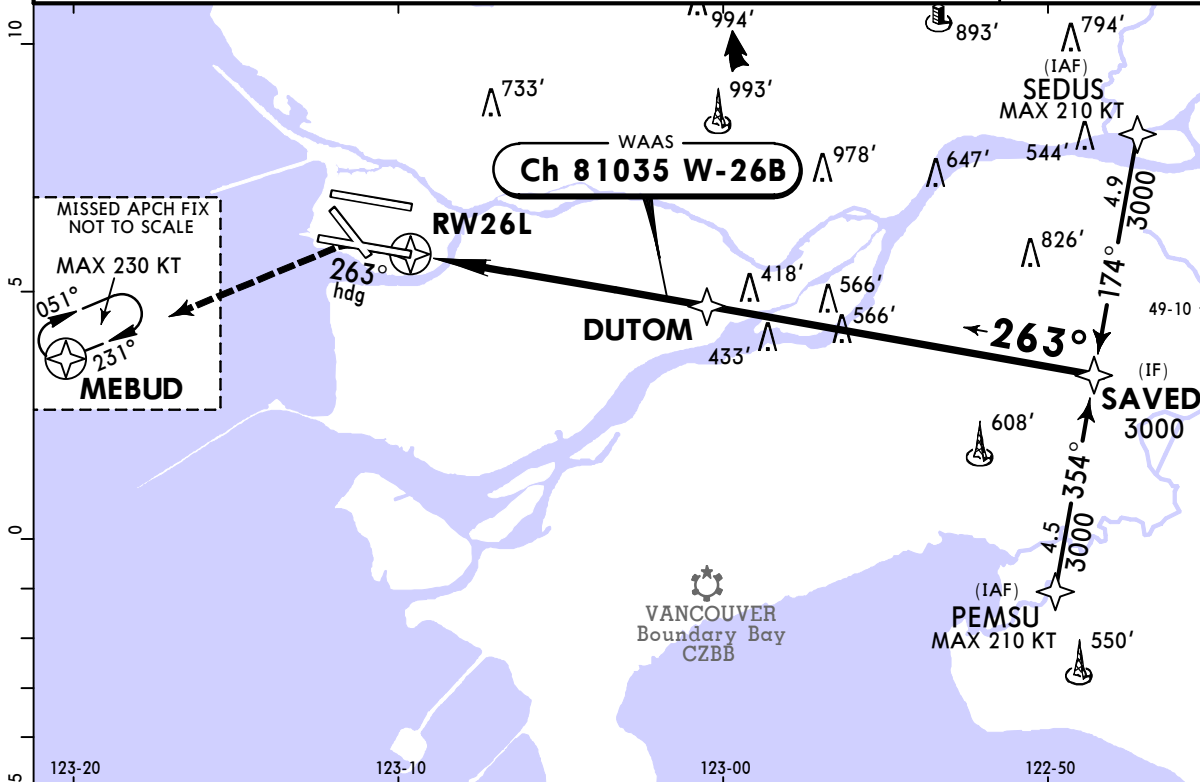 10
994'
893'
794'
(IAF)
SEDUS
MAX 210 KT
733'
993'
WAAS
Ch 81035 W-26B
978'
647'
544'
4.9
3000
174°
MISSED APCH FIX
NOT TO SCALE
MAX 230 KT
051°
231°
MEBUD
RW26L
263°
hdg
826'
5
418'
566'
566'
433'
DUTOM
263°
49-10
(IF)
SAVED
3000
608'
354°
4.5
3000
0
(IAF)
PEMSU
MAX 210 KT
VANCOUVER
Boundary Bay
CZBB
550'
5
123-20
123-10
123-00
122-50